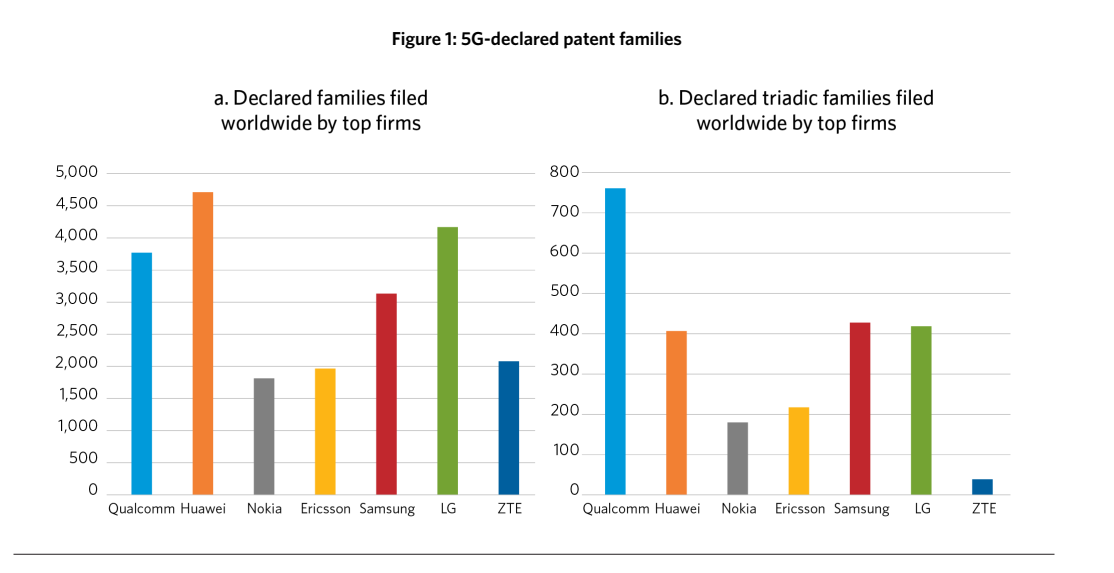 Figure 1: 5G-declared patent families
a. Declared families filed
worldwide by top firms
5,000
4,500
4,000
3,500
3,000
2,500
2,000
1,500
1,000
500
0
Qualcomm Huawei Nokia Ericsson Samsung LG ZTE
b. Declared triadic families filed
worldwide by top firms
800
700
600
500
400
300
200
100
0
Qualcomm Huawei Nokia Ericsson Samsung LG ZTE